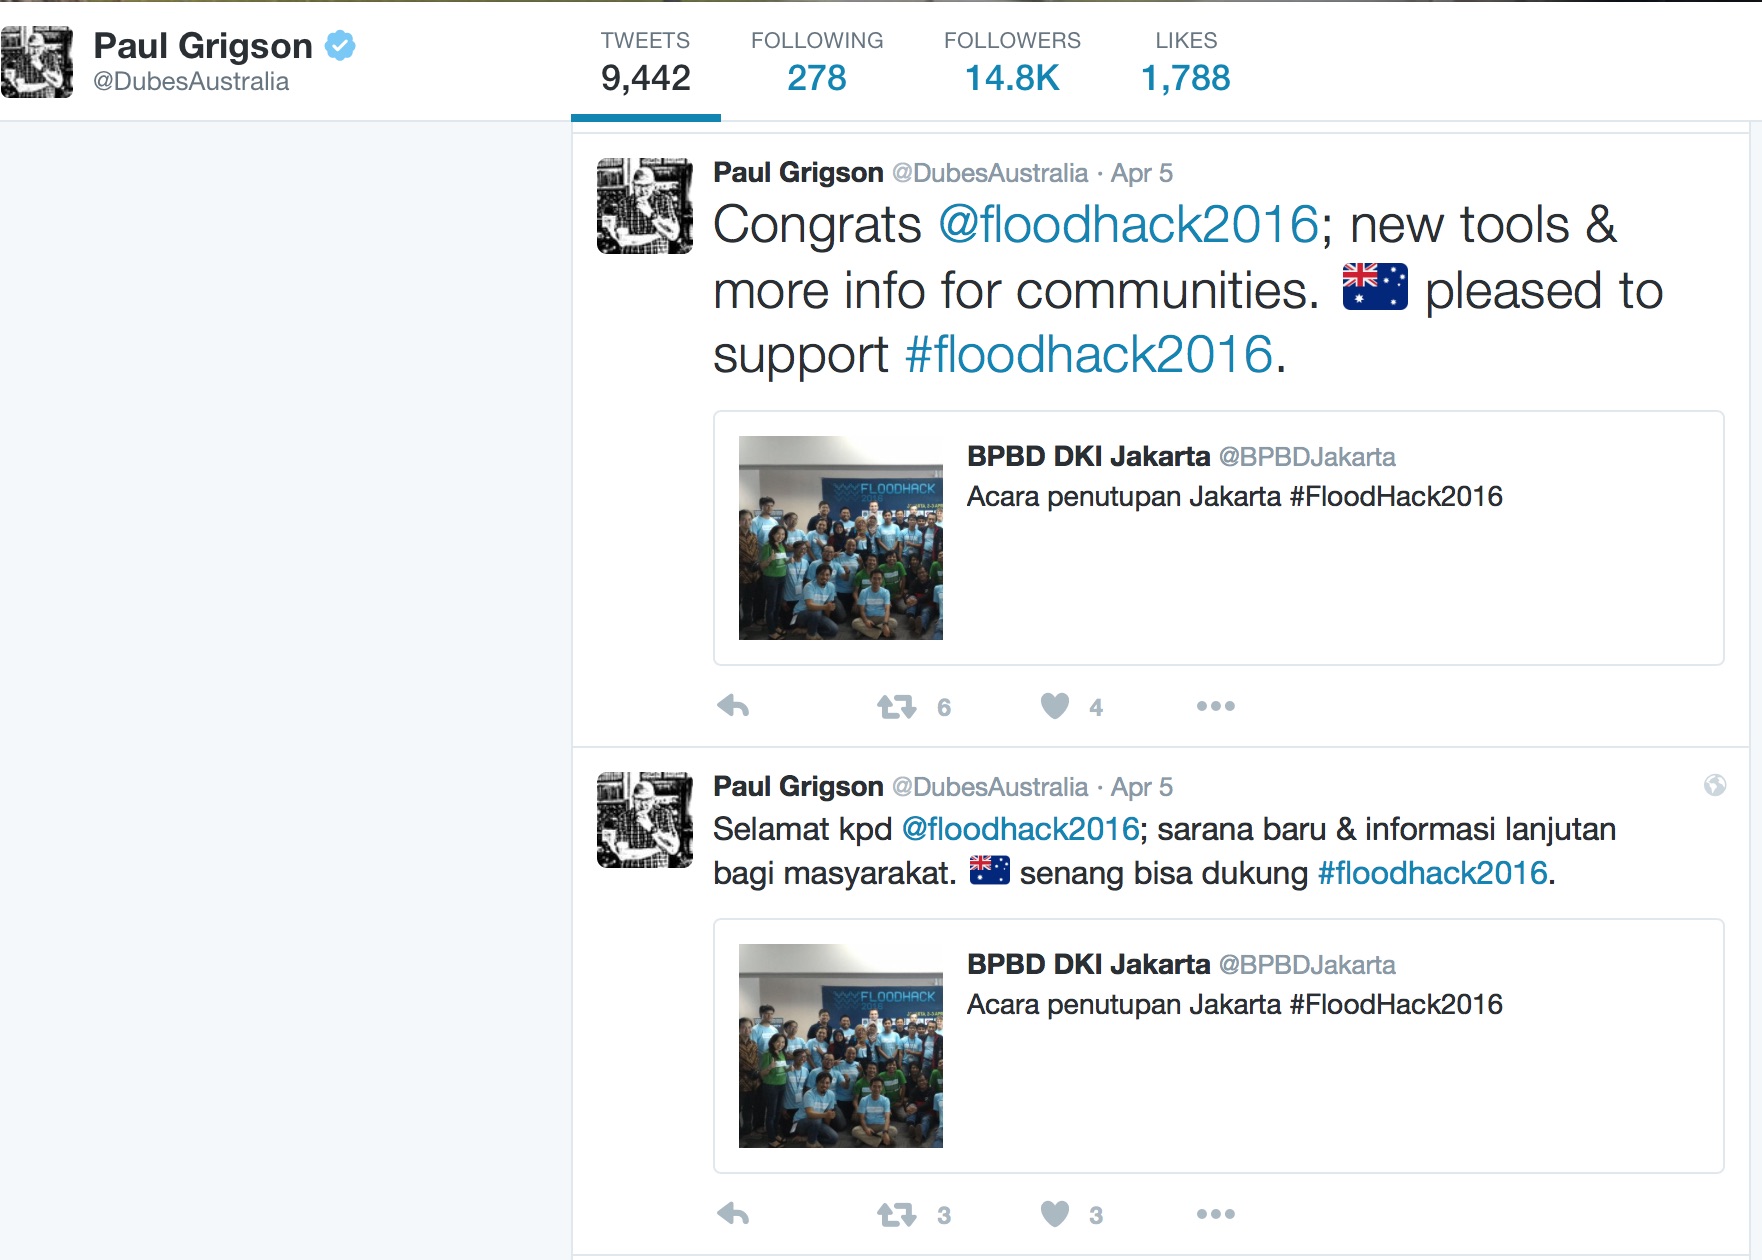 Paul Grigson
@DubesAustralia
TWEETS
9,442
FOLLOWING
278
FOLLOWERS
14.8K
LIKES
1,788
Paul Grigson @DubesAustralia · Apr 5
Congrats @floodhack2016; new tools &
more info for communities. 🇦🇺 pleased to
support #floodhack2016.
FLOODHACK
2016
BPBD DKI Jakarta @BPBDJakarta
Acara penutupan Jakarta #FloodHack2016
6
4
Paul Grigson @DubesAustralia · Apr 5
Selamat kpd @floodhack2016; sarana baru & informasi lanjutan
bagi masyarakat. 🇦🇺 senang bisa dukung #floodhack2016.
FLOODHACK
2016
BPBD DKI Jakarta @BPBDJakarta
Acara penutupan Jakarta #FloodHack2016
3
3